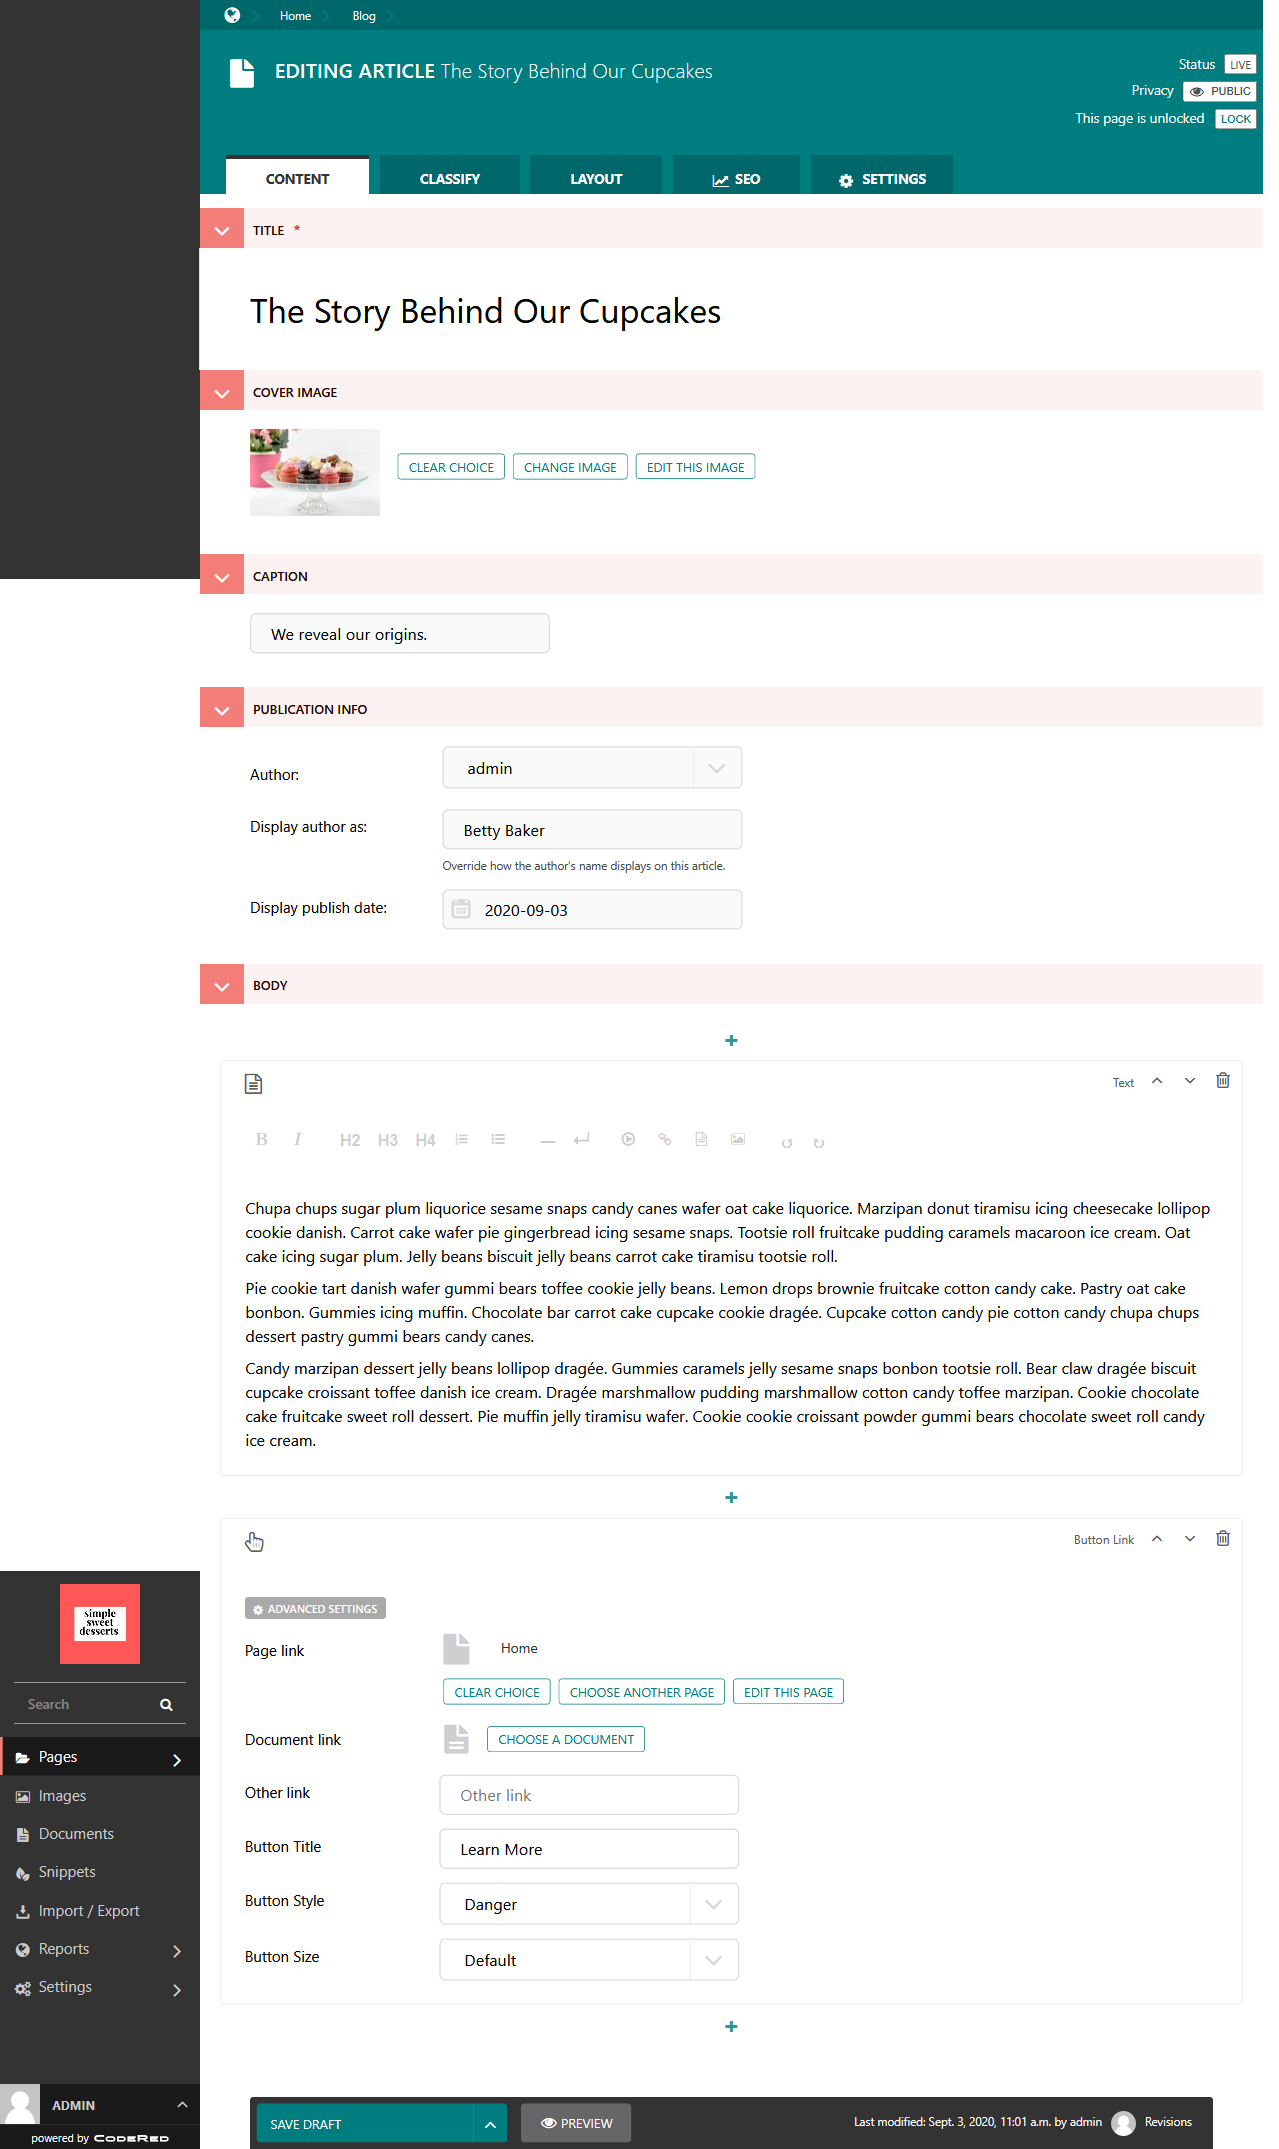 Home
Blog
EDITING ARTICLE The Story Behind Our Cupcakes
Status LIVE
Privacy PUBLIC
This page is unlocked LOCK
CONTENT
CLASSIFY
LAYOUT
SEO
SETTINGS
TITLE *
The Story Behind Our Cupcakes
COVER IMAGE
CLEAR CHOICE
CHANGE IMAGE
EDIT THIS IMAGE
CAPTION
We reveal our origins.
PUBLICATION INFO
Author:
admin
Display author as:
Betty Baker
Override how the author's name displays on this article.
Display publish date:
2020-09-03
BODY
Text
B I H2 H3 H4
Chupa chups sugar plum liquorice sesame snaps candy canes wafer oat cake liquorice. Marzipan donut tiramisu icing cheesecake lollipop
cookie danish. Carrot cake wafer pie gingerbread icing sesame snaps. Tootsie roll fruitcake pudding caramels macaroon ice cream. Oat
cake icing sugar plum. Jelly beans biscuit jelly beans carrot cake tiramisu tootsie roll.
Pie cookie tart danish wafer gummi bears toffee cookie jelly beans. Lemon drops brownie fruitcake cotton candy cake. Pastry oat cake
bonbon. Gummies icing muffin. Chocolate bar carrot cake cupcake cookie dragée. Cupcake cotton candy pie cotton candy chupa chups
dessert pastry gummi bears candy canes.
Candy marzipan dessert jelly beans lollipop dragée. Gummies caramels jelly sesame snaps bonbon tootsie roll. Bear claw dragée biscuit
cupcake croissant toffee danish ice cream. Dragée marshmallow pudding marshmallow cotton candy toffee marzipan. Cookie chocolate
cake fruitcake sweet roll dessert. Pie muffin jelly tiramisu wafer. Cookie cookie croissant powder gummi bears chocolate sweet roll candy
ice cream.
Button Link
ADVANCED SETTINGS
Page link
Home
CLEAR CHOICE
CHOOSE ANOTHER PAGE
EDIT THIS PAGE
Document link
CHOOSE A DOCUMENT
Other link
Other link
Button Title
Learn More
Button Style
Danger
Button Size
Default
simple
sweet
desserts
Search
Pages
Images
Documents
Snippets
Import / Export
Reports
Settings
ADMIN
powered by CODERED
SAVE DRAFT
PREVIEW
Last modified: Sept. 3, 2020, 11:01 a.m. by admin
Revisions